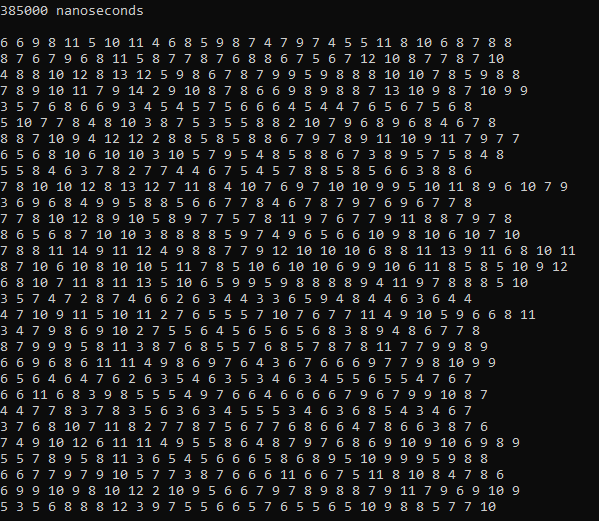 385000 nanoseconds
6 6 9 8 11 5 10 11 4 6 8 5 9 8 7 4 7 9 7 4 5 5 11 8 10 6 8 7 8 8
8 7 6 7 9 6 8 11 5 8 7 7 8 7 6 8 8 6 7 5 6 7 12 10 8 7 7 8 7 10
4 8 8 10 12 8 13 12 5 9 8 6 7 8 7 9 9 5 9 8 8 8 10 10 7 8 5 9 8 8
7 8 9 10 11 7 9 14 2 9 10 8 7 8 6 6 9 8 9 8 8 7 13 10 9 8 7 10 9 9
3 5 7 6 8 6 6 9 3 4 5 4 5 7 5 6 6 6 4 5 4 4 7 6 5 6 7 5 6 8
5 10 7 7 8 4 8 10 3 8 7 5 3 5 5 8 8 2 10 7 9 6 8 9 6 8 4 6 7 8
8 8 7 10 9 4 12 12 2 8 8 5 8 5 8 8 6 7 9 7 8 9 11 10 9 11 7 9 7 7
6 5 6 8 10 6 10 10 3 10 5 7 9 5 4 8 5 8 8 6 7 3 8 9 5 7 5 8 4 8
5 5 8 4 6 3 7 8 2 7 7 4 4 6 7 5 4 5 7 8 8 5 8 5 6 6 3 8 8 6
7 8 10 10 12 8 13 12 7 11 8 4 10 7 6 9 7 10 10 9 9 5 10 11 8 9 6 10 7 9
3 6 9 6 8 4 9 9 5 8 8 5 6 6 7 7 8 4 6 7 8 7 9 7 6 9 6 7 7 8
7 7 8 10 12 8 9 10 5 8 9 7 7 5 7 8 11 9 7 6 7 7 9 11 8 8 7 9 7 8
8 6 5 6 8 7 10 10 3 8 8 8 8 5 9 7 4 9 6 5 6 6 10 9 8 10 6 10 7 10
7 8 8 11 14 9 11 12 4 9 8 8 7 7 9 12 10 10 10 6 8 8 11 13 9 11 6 8 10 11
8 7 10 6 10 8 10 10 5 11 7 8 5 10 6 10 10 6 9 9 10 6 11 8 5 8 5 10 9 12
6 8 10 7 11 8 11 13 5 10 6 5 9 9 5 9 8 8 8 8 9 4 11 9 7 8 8 8 5 10
3 5 7 4 7 2 8 7 4 6 6 2 6 3 4 4 3 3 6 5 9 4 8 4 4 6 3 6 4 4
4 7 10 9 11 5 10 11 2 7 6 5 5 5 7 10 7 6 7 7 11 4 9 10 5 9 6 6 8 11
3 4 7 9 8 6 9 10 2 7 5 5 6 4 5 6 5 6 5 6 8 3 8 9 4 8 6 7 7 8
8 7 9 9 9 5 8 11 3 8 7 6 8 5 5 7 6 8 5 7 8 7 8 11 7 7 9 9 8 9
6 6 9 6 8 6 11 11 4 9 8 6 9 7 6 4 3 6 7 6 6 6 9 7 7 9 8 10 9 9
6 5 6 4 6 4 7 6 2 6 3 5 4 6 3 5 3 4 6 3 4 5 5 6 5 5 4 7 6 7
6 6 11 6 8 3 9 8 5 5 5 4 9 7 6 6 4 6 6 6 6 7 9 6 7 9 9 10 8 7
4 4 7 7 8 3 7 8 3 5 6 3 6 3 4 5 5 5 3 4 6 3 6 8 5 4 3 4 6 7
3 7 6 8 10 7 11 8 2 7 7 8 7 5 6 7 7 6 8 6 6 4 7 8 6 6 3 8 7 6
7 4 9 10 12 6 11 11 4 9 5 5 8 6 4 8 7 9 7 6 8 6 9 10 9 10 6 9 8 9
5 5 7 8 9 5 8 11 3 6 5 4 5 6 6 6 5 8 6 8 9 5 10 9 9 9 5 9 8 8
6 6 7 7 9 7 9 10 5 7 7 3 8 7 6 6 6 11 6 6 7 5 11 8 10 8 4 7 8 6
6 9 9 10 9 8 10 12 2 10 9 5 6 6 7 9 7 8 9 8 8 7 9 11 7 9 6 9 10 9
5 3 5 6 8 8 8 12 3 9 7 5 5 6 6 5 7 6 5 5 6 5 10 9 8 8 5 7 7 10